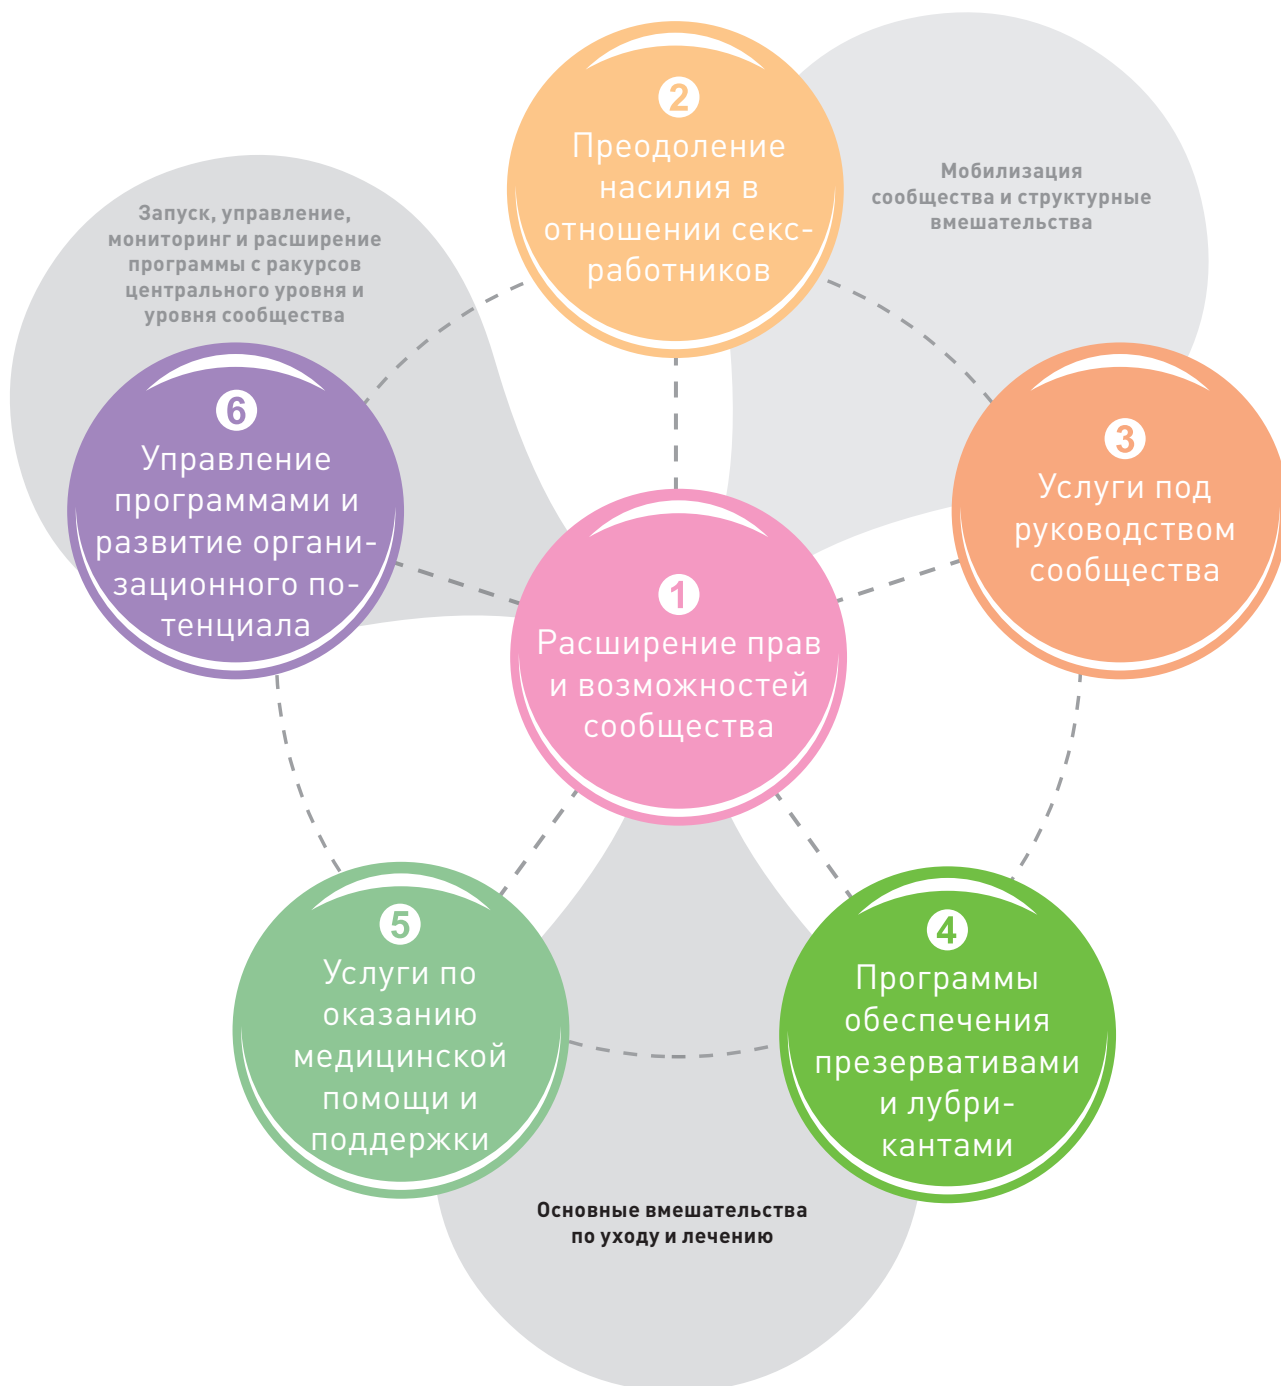 2
Преодоление
насилия в
отношении секс-
работников
Мобилизация
сообщества и структурные
вмешательства
Запуск, управление,
мониторинг и расширение
программы с ракурсов
центрального уровня и
уровня сообщества
6
Управление
программами и
развитие органи-
зационного по-
тенциала
3
Услуги под
руководством
сообщества
1
Расширение прав
и возможностей
сообщества
5
Услуги по
оказанию
медицинской
помощи и
поддержки
4
Программы
обеспечения
презервативами
и лубри-
кантами
Основные вмешательства
по уходу и лечению